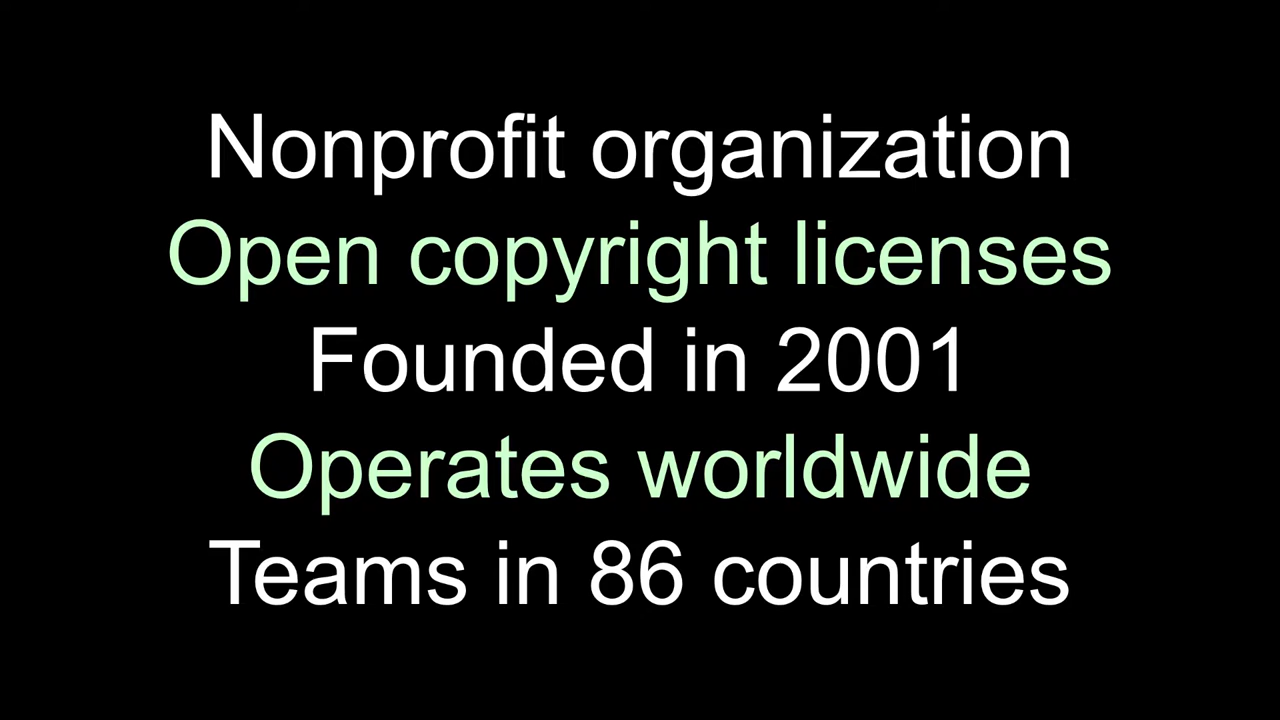 Nonprofit organization
Open copyright licenses
Founded in 2001
Operates worldwide
Teams in 86 countries